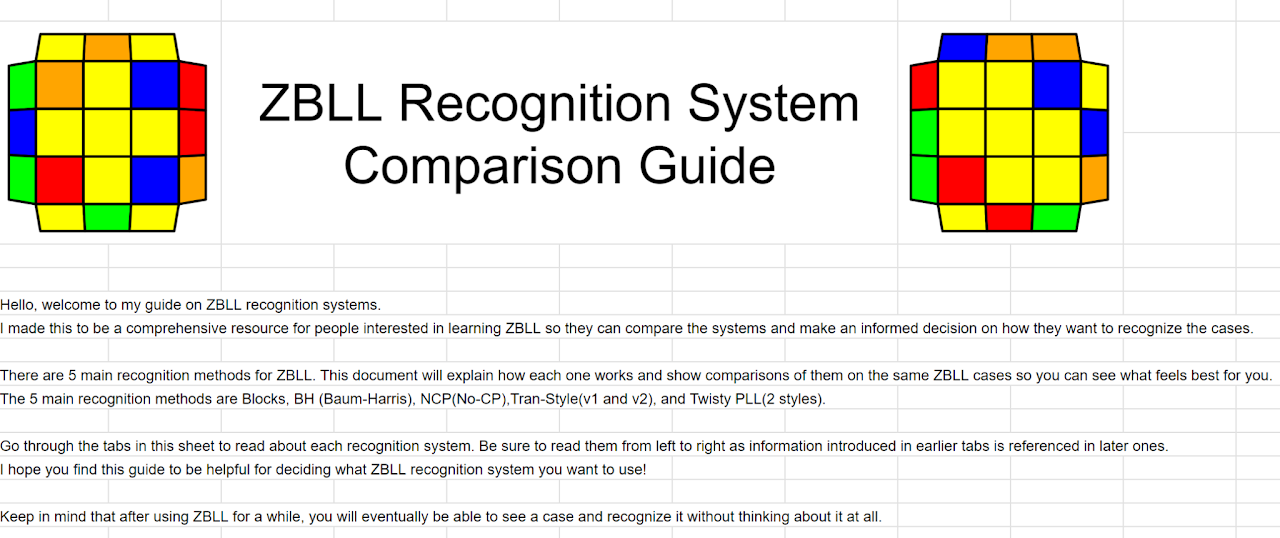 ZBLL Recognition System
Comparison Guide
Hello, welcome to my guide on ZBLL recognition systems.
I made this to be a comprehensive resource for people interested in learning ZBLL so they can compare the systems and make an informed decision on how they want to recognize the cases.
There are 5 main recognition methods for ZBLL. This document will explain how each one works and show comparisons of them on the same ZBLL cases so you can see what feels best for you.
The 5 main recognition methods are Blocks, BH (Baum-Harris), NCP(No-CP),Tran-Style(v1 and v2), and Twisty PLL(2 styles).
Go through the tabs in this sheet to read about each recognition system. Be sure to read them from left to right as information introduced in earlier tabs is referenced in later ones.
I hope you find this guide to be helpful for deciding what ZBLL recognition system you want to use!
Keep in mind that after using ZBLL for a while, you will eventually be able to see a case and recognize it without thinking about it at all.